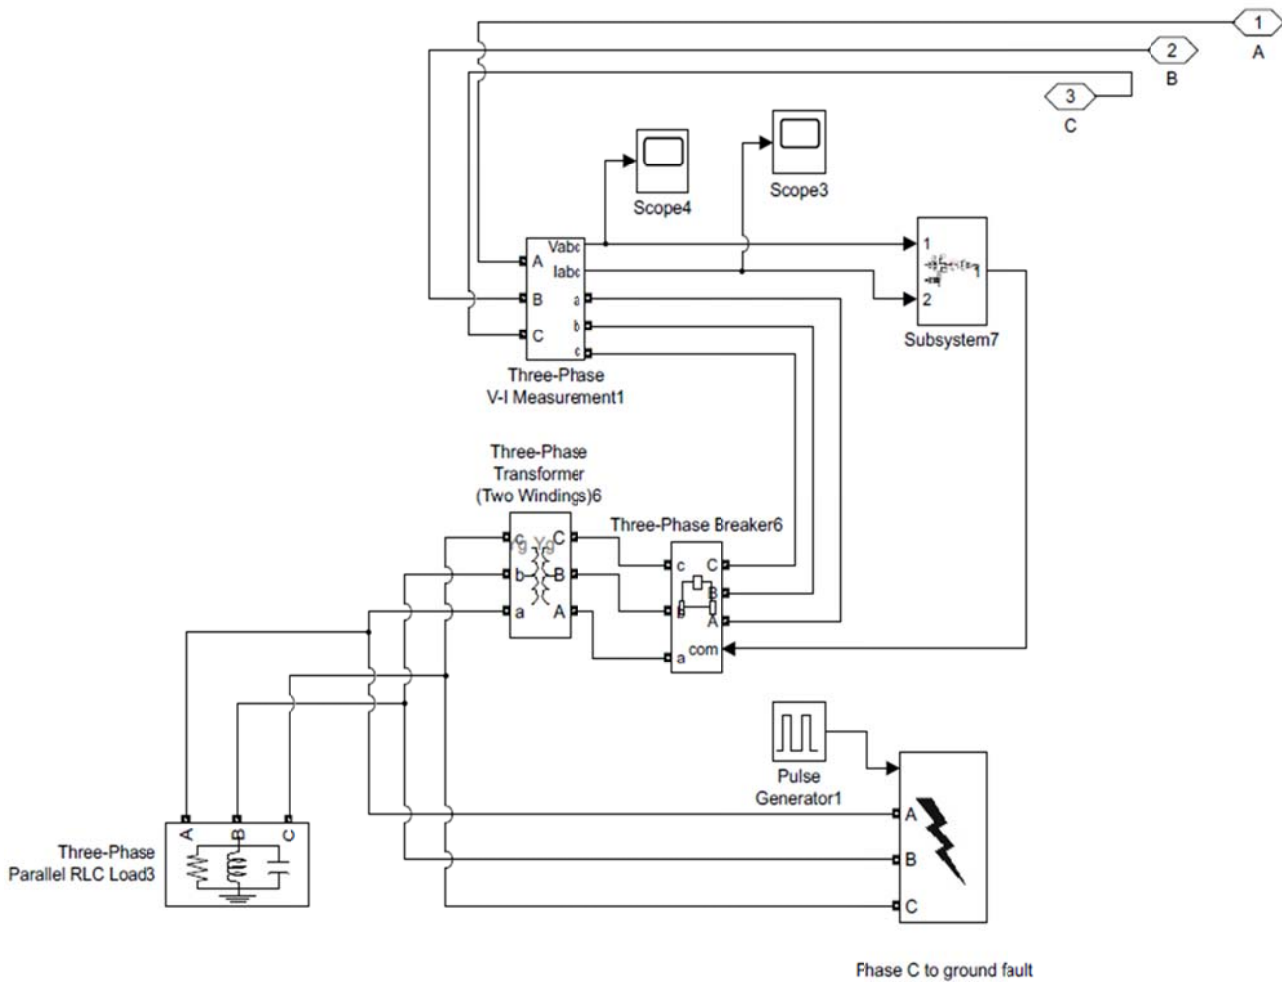 1
A
2
B
3
C
Scope4
Scope3
Vabc
Iabc
A
B
C
a
b
c
Three-Phase
V-I Measurement1
1
2
Subsystem7
Three-Phase
Transformer
(Two Windings)6
c
C
Yg
b
B
a
A
Three-Phase Breaker6
c
C
b
B
A
a
com
Pulse
Generator1
A
B
C
Three-Phase
Parallel RLC Load3
A
B
C
Phase C to ground fault